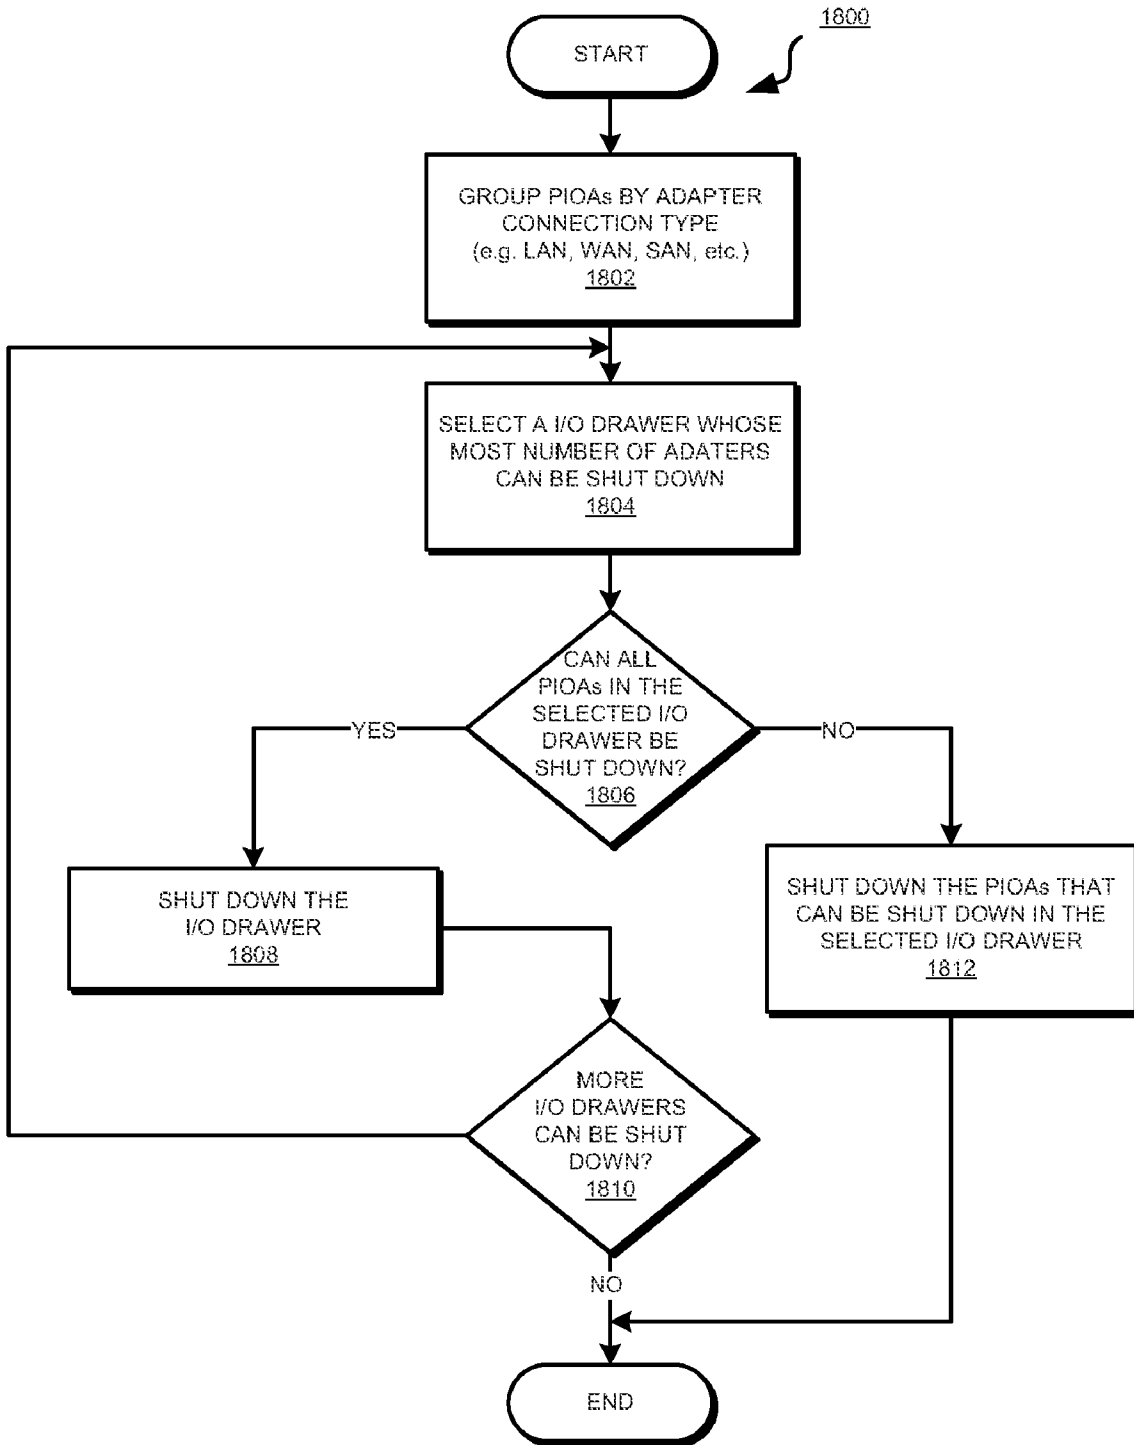 1800
START
GROUP PIOAs BY ADAPTER
CONNECTION TYPE
(e.g. LAN, WAN, SAN, etc.)
1802
SELECT A I/O DRAWER WHOSE
MOST NUMBER OF ADATERS
CAN BE SHUT DOWN
1804
CAN ALL
PIOAs IN THE
SELECTED I/O
DRAWER BE
SHUT DOWN?
1806
YES
NO
SHUT DOWN THE
I/O DRAWER
1808
SHUT DOWN THE PIOAs THAT
CAN BE SHUT DOWN IN THE
SELECTED I/O DRAWER
1812
MORE
I/O DRAWERS
CAN BE SHUT
DOWN?
1810
NO
END